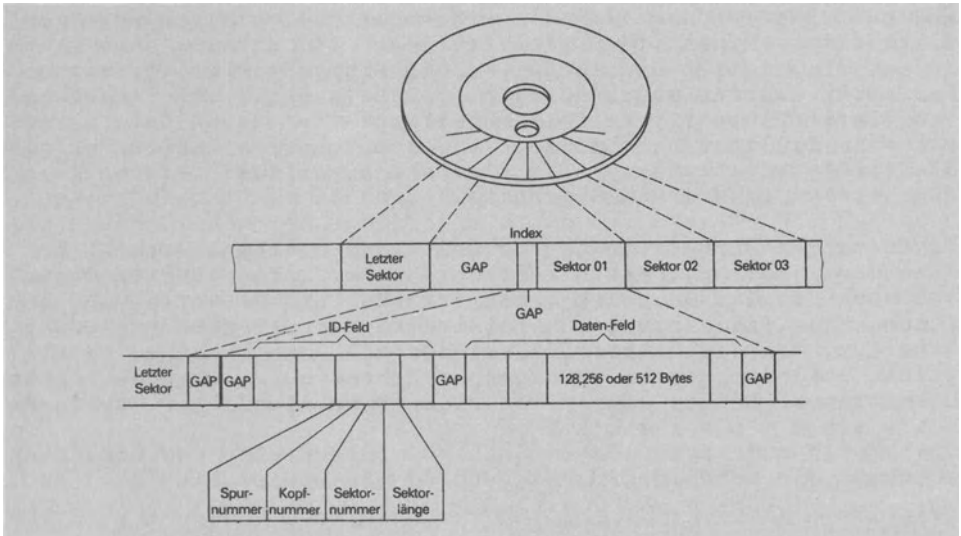 Index
Letzter
Sektor
GAP
Sektor 01
Sektor 02
Sektor 03
GAP
ID-Feld
Daten-Feld
Letzter
Sektor
GAP
GAP
GAP
128,256 oder 512 Bytes
GAP
Spur-
nummer
Kopf-
nummer
Sektor-
nummer
Sektor-
länge